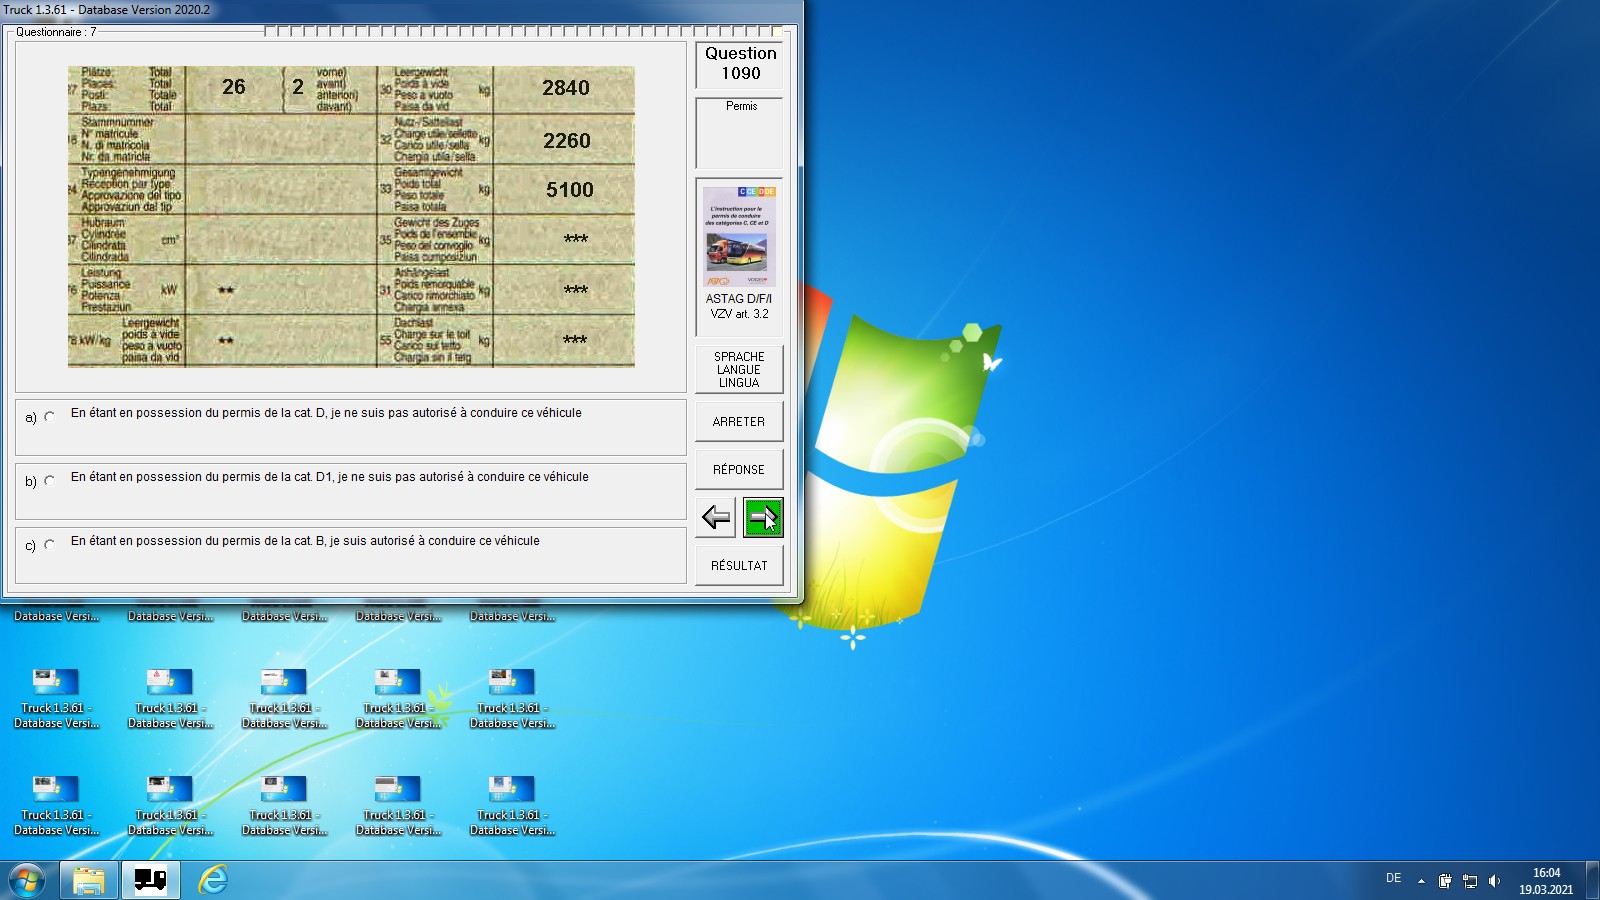 Truck 1.3.61 - Database Version 2020.2
Questionnaire : 7
Plätze: Total
Places: Total
Posti: Totale
Plazs: Total
26
2
vorne)
avant)
anteriori)
davant)
30 Leergewicht
Poids à vide
Peso a vuoto
Paisa da vid
kg
2840
Stammnummer
N° matricule
N. di matricola
Nr. da matricla
32 Nutz-/Sattellast
Charge utile/sellette
Carico utile/sella
Chargia utila/sella
kg
2260
Typengenehmigung
Réception par type
Approvazione del tipo
Approvaziun dal tip
33 Gesamtgewicht
Poids total
Peso totale
Paisa totala
kg
5100
Hubraum
Cylindrée
Cilindrata
Cilindrada
cm³
35 Gewicht des Zuges
Poids de l'ensemble
Peso del convoglio
Paisa cumposiziun
kg
***
Leistung
Puissance
Potenza
Prestaziun
kW
**
31 Anhängelast
Poids remorquable
Carico rimorchiato
Chargia annexa
kg
***
kW/kg
Leergewicht
poids à vide
peso à vuoto
paisa da vid
**
55 Dachlast
Charge sur le toit
Carico sul tetto
Chargia sin il tetg
kg
***
Question
1090
Permis
C CE D DE
L'instruction pour le
permis de conduire
des catégories C, CE et D
ASTAG D/F/I
VZV art. 3.2
SPRACHE
LANGUE
LINGUA
ARRETER
RÉPONSE
RÉSULTAT
a) En étant en possession du permis de la cat. D, je ne suis pas autorisé à conduire ce véhicule
b) En étant en possession du permis de la cat. D1, je ne suis pas autorisé à conduire ce véhicule
c) En étant en possession du permis de la cat. B, je suis autorisé à conduire ce véhicule
Database Versi... Database Versi... Database Versi... Database Versi... Database Versi...
Truck 1.3.61 - Truck 1.3.61 - Truck 1.3.61 - Truck 1.3.61 - Truck 1.3.61 -
Database Versi... Database Versi... Database Versi... Database Versi... Database Versi...
Truck 1.3.61 - Truck 1.3.61 - Truck 1.3.61 - Truck 1.3.61 - Truck 1.3.61 -
Database Versi... Database Versi... Database Versi... Database Versi... Database Versi...
DE
16:04
19.03.2021